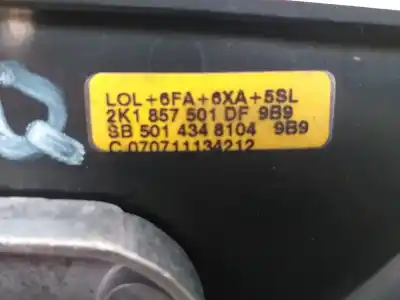 LOL+6FA+6XA+5SL
2K1 857 501 DF 9B9
SB 501 434 8104 9B9
C 070711134212